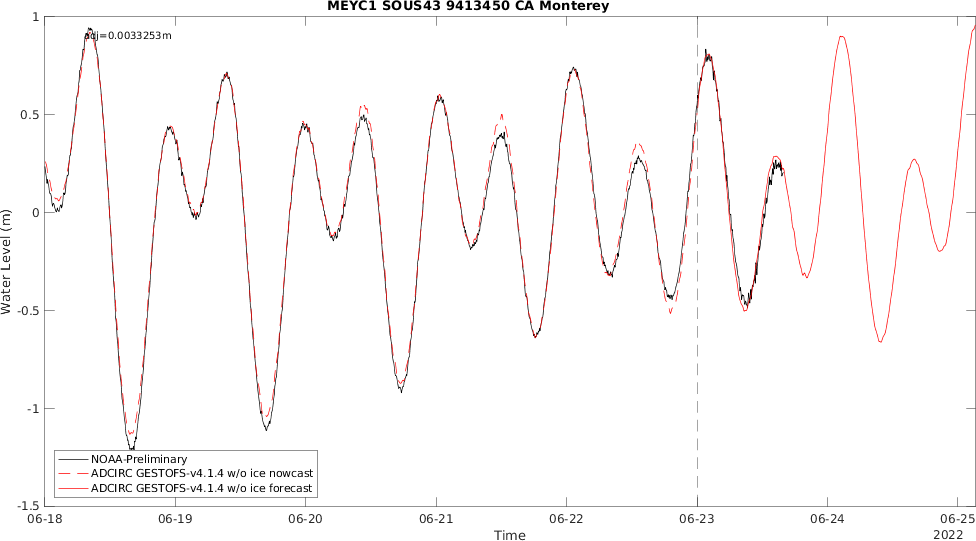 MEYC1 SOUS43 9413450 CA Monterey
adj=0.0033253m
1
0.5
0
-0.5
-1
-1.5
Water Level (m)
NOAA-Preliminary
ADCIRC GESTOFS-v4.1.4 w/o ice nowcast
ADCIRC GESTOFS-v4.1.4 w/o ice forecast
06-18 06-19 06-20 06-21 06-22 06-23 06-24 06-25
Time
2022